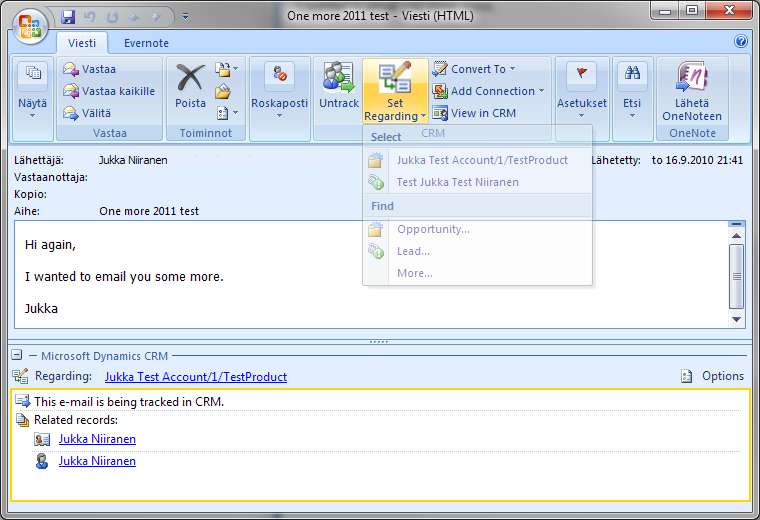 One more 2011 test - Viesti (HTML)
Viesti
Evernote
Näytä
Vastaa
Vastaa kaikille
Välitä
Vastaa
Poista
Toiminnot
Roskaposti
Untrack
Set Regarding
Convert To
Add Connection
View in CRM
CRM
Asetukset
Etsi
Lähetä OneNoteen
OneNote
Select
Jukka Test Account/1/TestProduct
Test Jukka Test Niiranen
Find
Opportunity...
Lead...
More...
Lähettäjä: Jukka Niiranen
Lähetetty: to 16.9.2010 21:41
Vastaanottaja:
Kopio:
Aihe: One more 2011 test
Hi again,
I wanted to email you some more.
Jukka
Microsoft Dynamics CRM
Regarding: Jukka Test Account/1/TestProduct
Options
This e-mail is being tracked in CRM.
Related records:
Jukka Niiranen
Jukka Niiranen